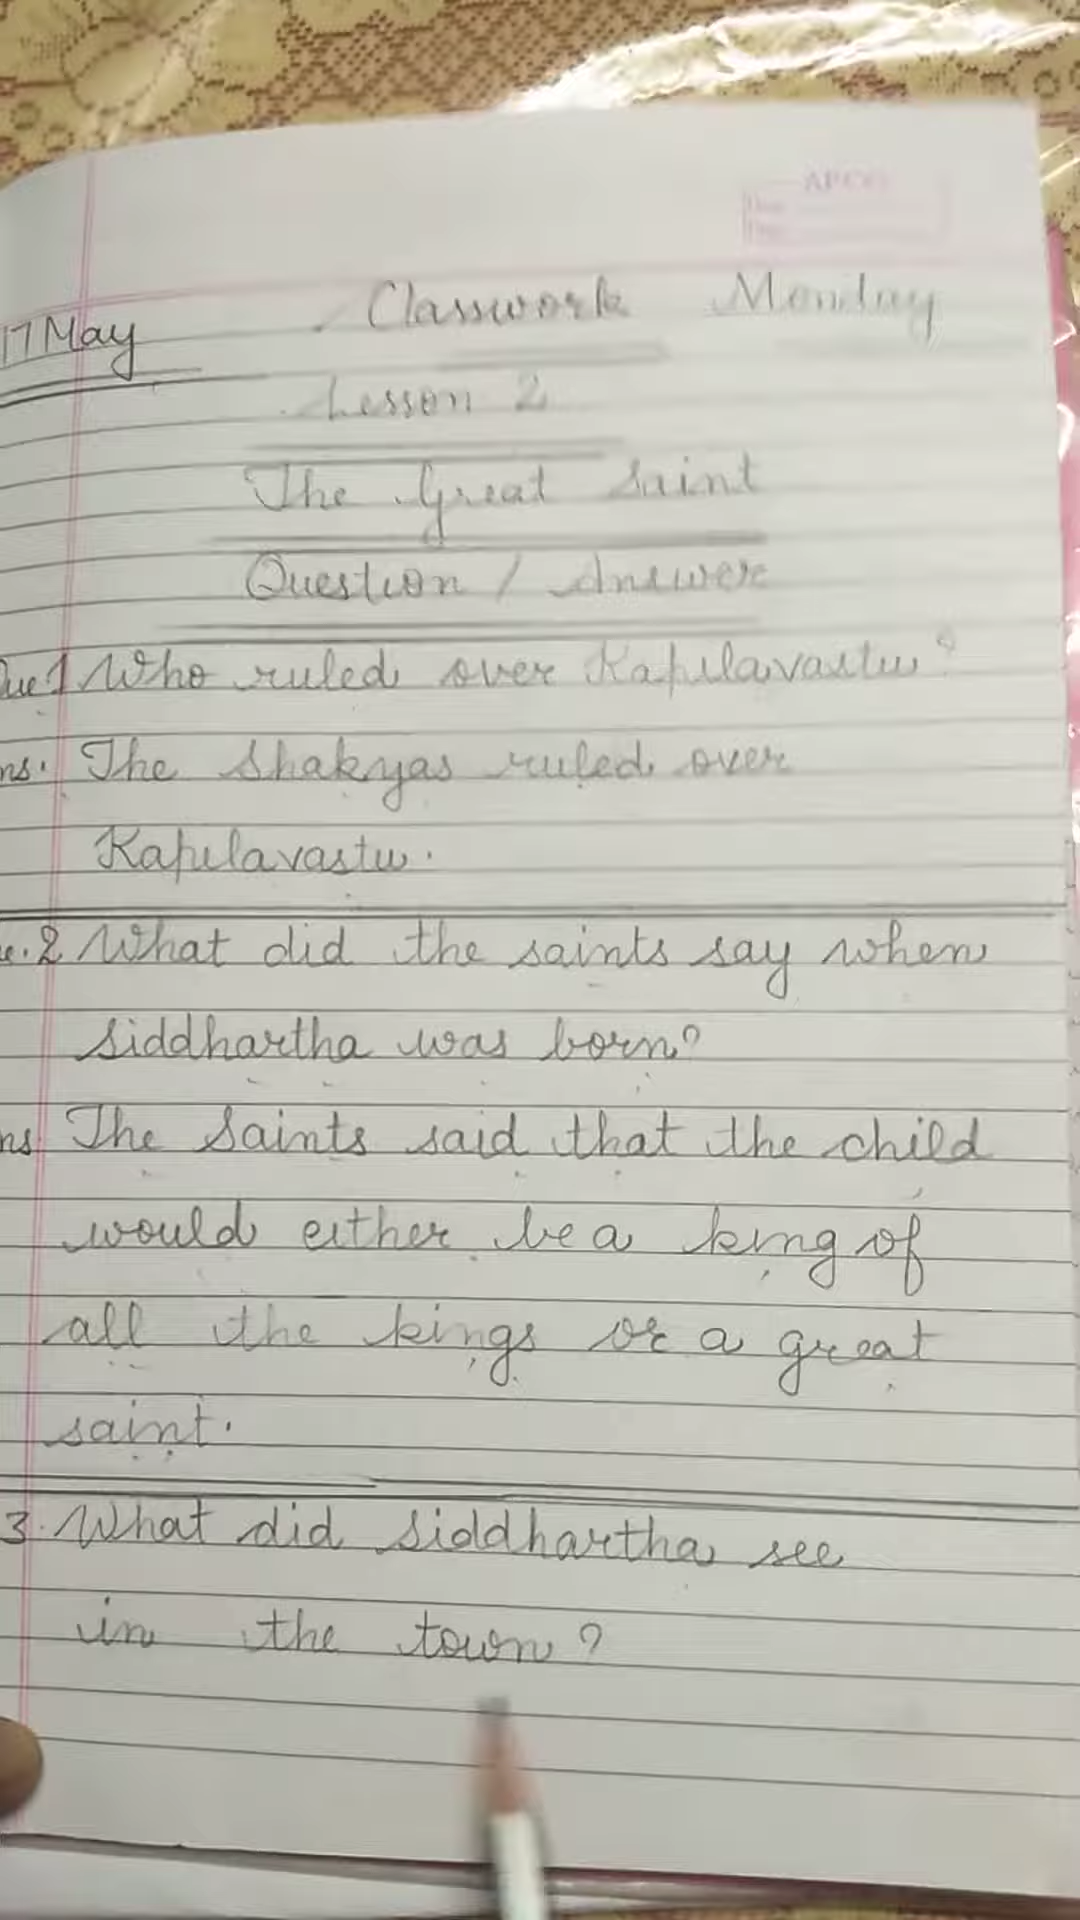 APCO
Classwork Monday
17 May
Lesson 2
The Great Saint
Question / Answer
Que 1 Who ruled over Kapilavastu?
ns. The Shakyas ruled over
Kapilavastu.
e. 2 What did the saints say when
Siddhartha was born?
ns The Saints said that the child
would either be a king of
all the kings or a great
saint.
3. What did Siddhartha see
in the town?